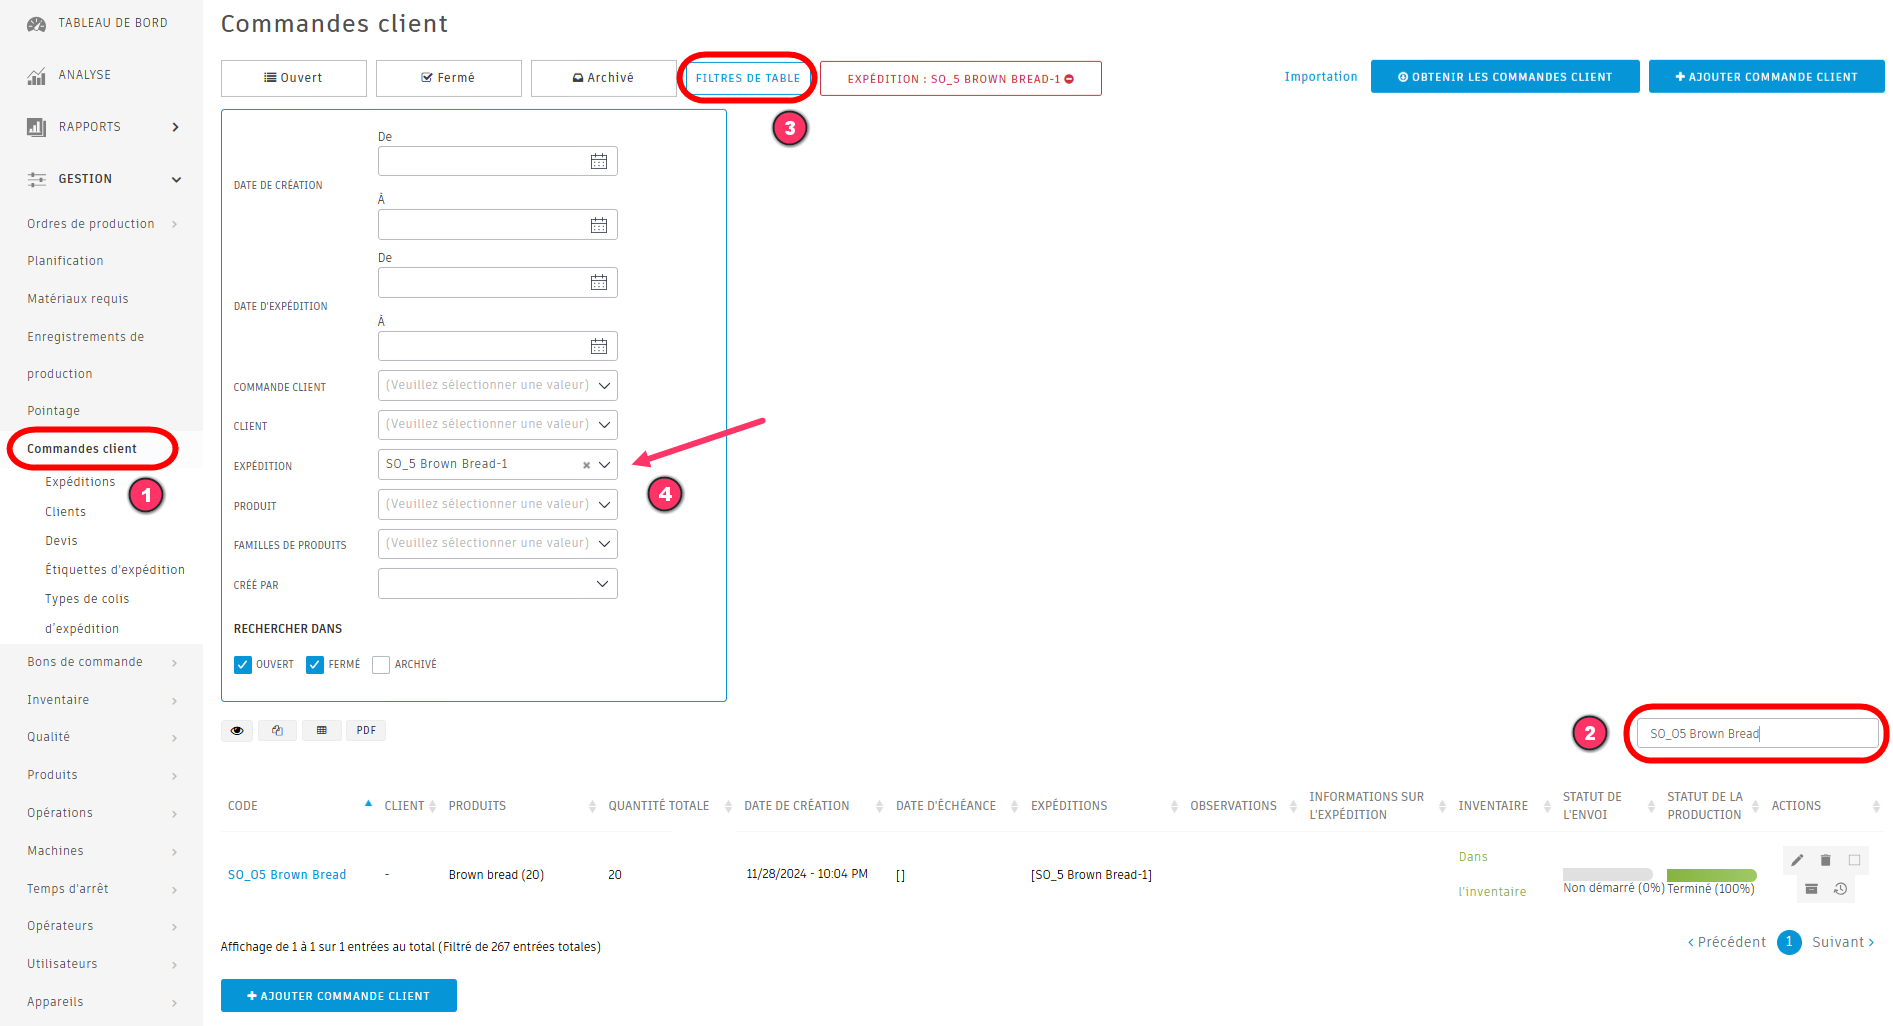 TABLEAU DE BORD
ANALYSE
RAPPORTS
GESTION
Ordres de production
Planification
Matériaux requis
Enregistrements de
production
Pointage
Commandes client
Expéditions
1
Clients
Devis
Étiquettes d'expédition
Types de colis
d'expédition
Bons de commande
Inventaire
Qualité
Produits
Opérations
Machines
Temps d'arrêt
Opérateurs
Utilisateurs
Appareils
Commandes client
Ouvert
Fermé
Archivé
FILTRES DE TABLE
EXPÉDITION : SO_5 BROWN BREAD-1
Importation
OBTENIR LES COMMANDES CLIENT
AJOUTER COMMANDE CLIENT
3
De
DATE DE CRÉATION
À
De
DATE D'EXPÉDITION
À
COMMANDE CLIENT (Veuillez sélectionner une valeur)
CLIENT (Veuillez sélectionner une valeur)
EXPÉDITION SO_5 Brown Bread-1
4
PRODUIT (Veuillez sélectionner une valeur)
FAMILLES DE PRODUITS (Veuillez sélectionner une valeur)
CRÉÉ PAR
RECHERCHER DANS
OUVERT FERMÉ ARCHIVÉ
PDF
2
SO_05 Brown Bread
CODE CLIENT PRODUITS QUANTITÉ TOTALE DATE DE CRÉATION DATE D'ÉCHÉANCE EXPÉDITIONS OBSERVATIONS INFORMATIONS SUR L'EXPÉDITION INVENTAIRE STATUT DE L'ENVOI STATUT DE LA PRODUCTION ACTIONS
SO_05 Brown Bread - Brown bread (20) 20 11/28/2024 - 10:04 PM [] [SO_5 Brown Bread-1] Dans l'inventaire Non démarré (0%) Terminé (100%)
Affichage de 1 à 1 sur 1 entrées au total (Filtré de 267 entrées totales)
Précédent 1 Suivant
AJOUTER COMMANDE CLIENT